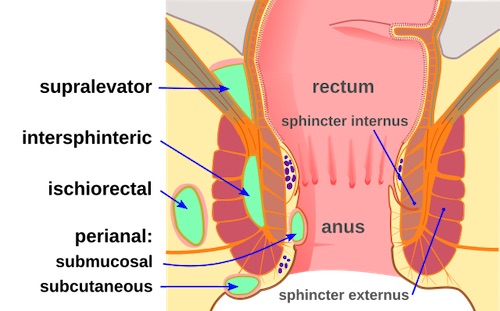 supralevator
intersphinteric
ischiorectal
perianal:
submucosal
subcutaneous
rectum
sphincter internus
anus
sphincter externus